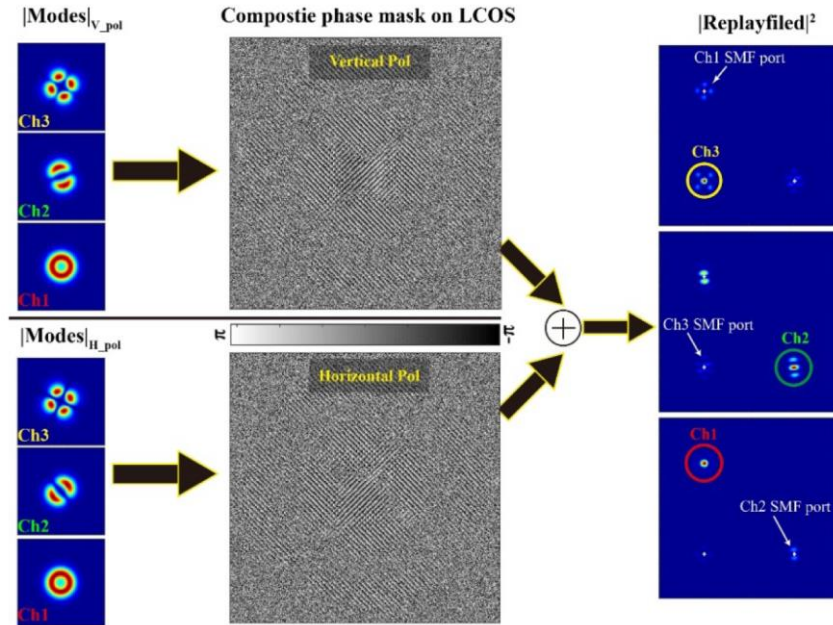 |Modes|V_pol
Compostie phase mask on LCOS
|Replayfiled|²
Vertical Pol
Ch3
Ch2
Ch1
Ch1 SMF port
Ch3
|Modes|H_pol
π
-π
Horizontal Pol
Ch3
Ch2
Ch1
Ch3 SMF port
Ch2
Ch1
Ch2 SMF port